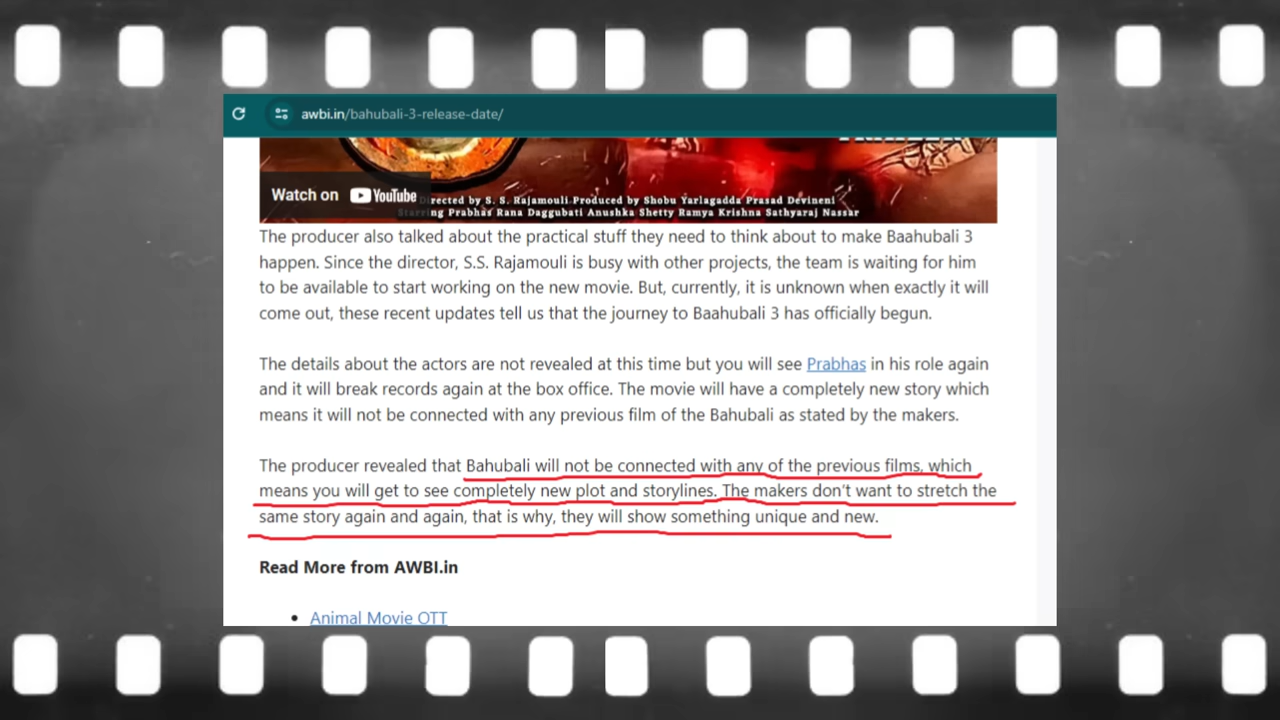 awbi.in/bahubali-3-release-date/
Watch on YouTube
Directed by S. S. Rajamouli Produced by Shobu Yarlagadda Prasad Devineni
Starring Prabhas Rana Daggubati Anushka Shetty Ramya Krishna Sathyaraj Nassar
The producer also talked about the practical stuff they need to think about to make Baahubali 3
happen. Since the director, S.S. Rajamouli is busy with other projects, the team is waiting for him
to be available to start working on the new movie. But, currently, it is unknown when exactly it will
come out, these recent updates tell us that the journey to Baahubali 3 has officially begun.
The details about the actors are not revealed at this time but you will see Prabhas in his role again
and it will break records again at the box office. The movie will have a completely new story which
means it will not be connected with any previous film of the Bahubali as stated by the makers.
The producer revealed that Bahubali will not be connected with any of the previous films, which
means you will get to see completely new plot and storylines. The makers don't want to stretch the
same story again and again, that is why, they will show something unique and new.
Read More from AWBI.in
Animal Movie OTT